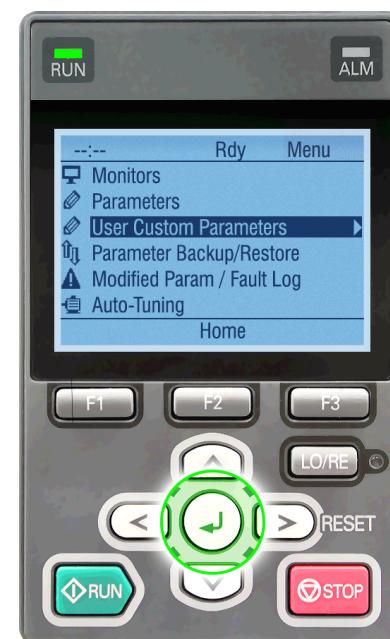 RUN
ALM
--:-- Rdy Menu
Monitors
Parameters
User Custom Parameters
Parameter Backup/Restore
Modified Param / Fault Log
Auto-Tuning
Home
F1 F2 F3
LO/RE
RESET
RUN
STOP